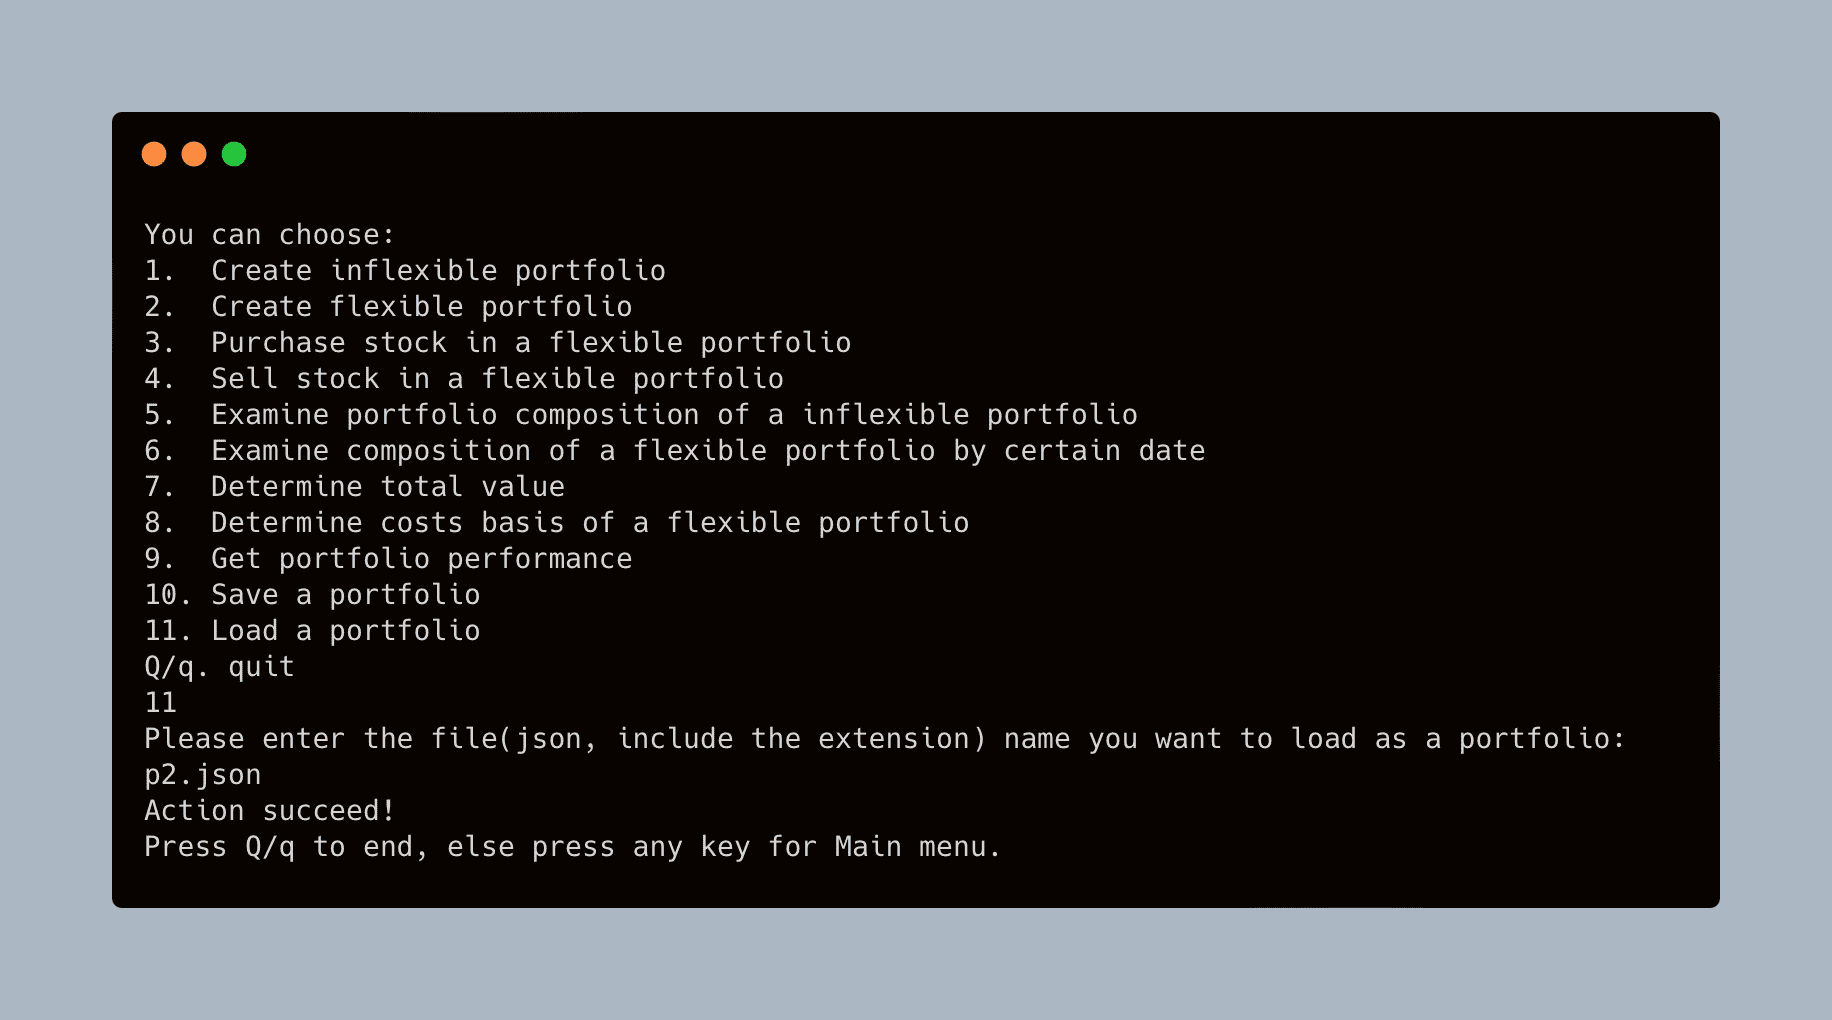 You can choose:
1.  Create inflexible portfolio
2.  Create flexible portfolio
3.  Purchase stock in a flexible portfolio
4.  Sell stock in a flexible portfolio
5.  Examine portfolio composition of a inflexible portfolio
6.  Examine composition of a flexible portfolio by certain date
7.  Determine total value
8.  Determine costs basis of a flexible portfolio
9.  Get portfolio performance
10. Save a portfolio
11. Load a portfolio
Q/q. quit
11
Please enter the file(json, include the extension) name you want to load as a portfolio:
p2.json
Action succeed!
Press Q/q to end, else press any key for Main menu.